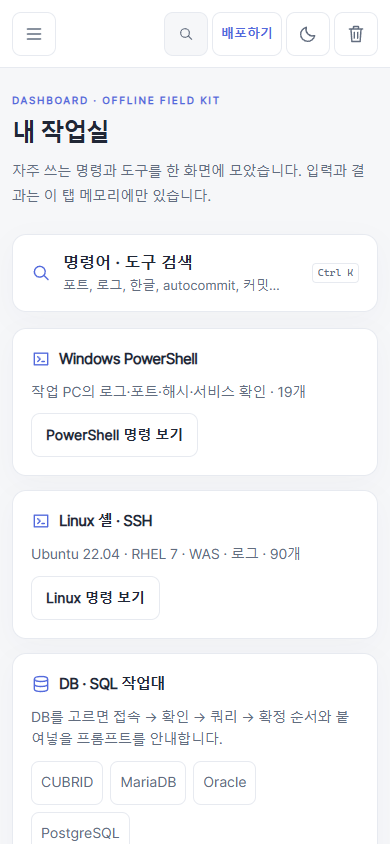 배포하기
DASHBOARD · OFFLINE FIELD KIT
내 작업실
자주 쓰는 명령과 도구를 한 화면에 모았습니다. 입력과 결
과는 이 탭 메모리에만 있습니다.
명령어 · 도구 검색
포트, 로그, 한글, autocommit, 커밋...
Ctrl K
Windows PowerShell
작업 PC의 로그·포트·해시·서비스 확인 · 19개
PowerShell 명령 보기
Linux 셸 · SSH
Ubuntu 22.04 · RHEL 7 · WAS · 로그 · 90개
Linux 명령 보기
DB · SQL 작업대
DB를 고르면 접속 → 확인 → 쿼리 → 확정 순서와 붙
여넣을 프롬프트를 안내합니다.
CUBRID MariaDB Oracle
PostgreSQL